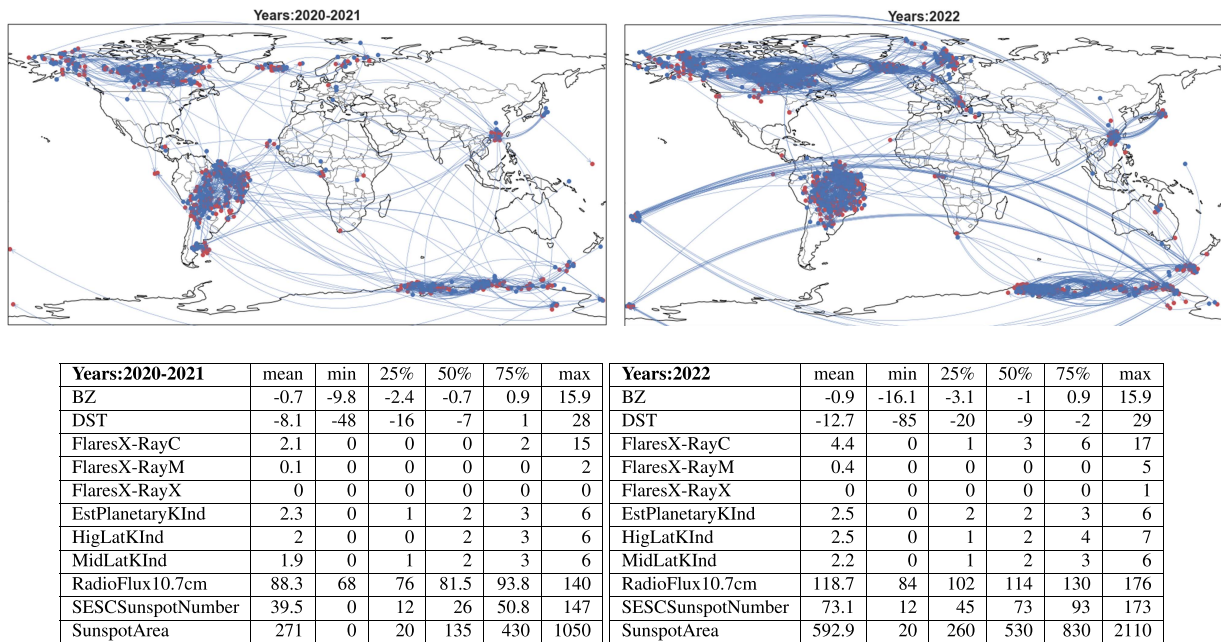 Years:2020-2021
Years:2022
Years:2020-2021 mean min 25% 50% 75% max
BZ -0.7 -9.8 -2.4 -0.7 0.9 15.9
DST -8.1 -48 -16 -7 1 28
FlaresX-RayC 2.1 0 0 0 2 15
FlaresX-RayM 0.1 0 0 0 0 2
FlaresX-RayX 0 0 0 0 0 0
EstPlanetaryKInd 2.3 0 1 2 3 6
HigLatKInd 2 0 0 2 3 6
MidLatKInd 1.9 0 1 2 3 6
RadioFlux10.7cm 88.3 68 76 81.5 93.8 140
SESCSunspotNumber 39.5 0 12 26 50.8 147
SunspotArea 271 0 20 135 430 1050
Years:2022 mean min 25% 50% 75% max
BZ -0.9 -16.1 -3.1 -1 0.9 15.9
DST -12.7 -85 -20 -9 -2 29
FlaresX-RayC 4.4 0 1 3 6 17
FlaresX-RayM 0.4 0 0 0 0 5
FlaresX-RayX 0 0 0 0 0 1
EstPlanetaryKInd 2.5 0 2 2 3 6
HigLatKInd 2.5 0 1 2 4 7
MidLatKInd 2.2 0 1 2 3 6
RadioFlux10.7cm 118.7 84 102 114 130 176
SESCSunspotNumber 73.1 12 45 73 93 173
SunspotArea 592.9 20 260 530 830 2110